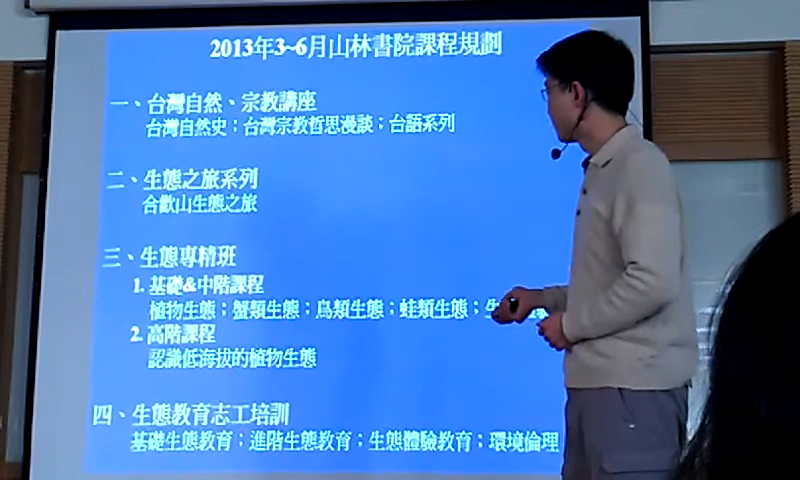 2013年3~6月山林書院課程規劃
一、台灣自然、宗教講座
台灣自然史；台灣宗教哲思漫談；台語系列
二、生態之旅系列
合歡山生態之旅
三、生態專精班
1. 基礎&中階課程
植物生態；蟹類生態；鳥類生態；蛙類生態；生
2. 高階課程
認識低海拔的植物生態
四、生態教育志工培訓
基礎生態教育；進階生態教育；生態體驗教育；環境倫理